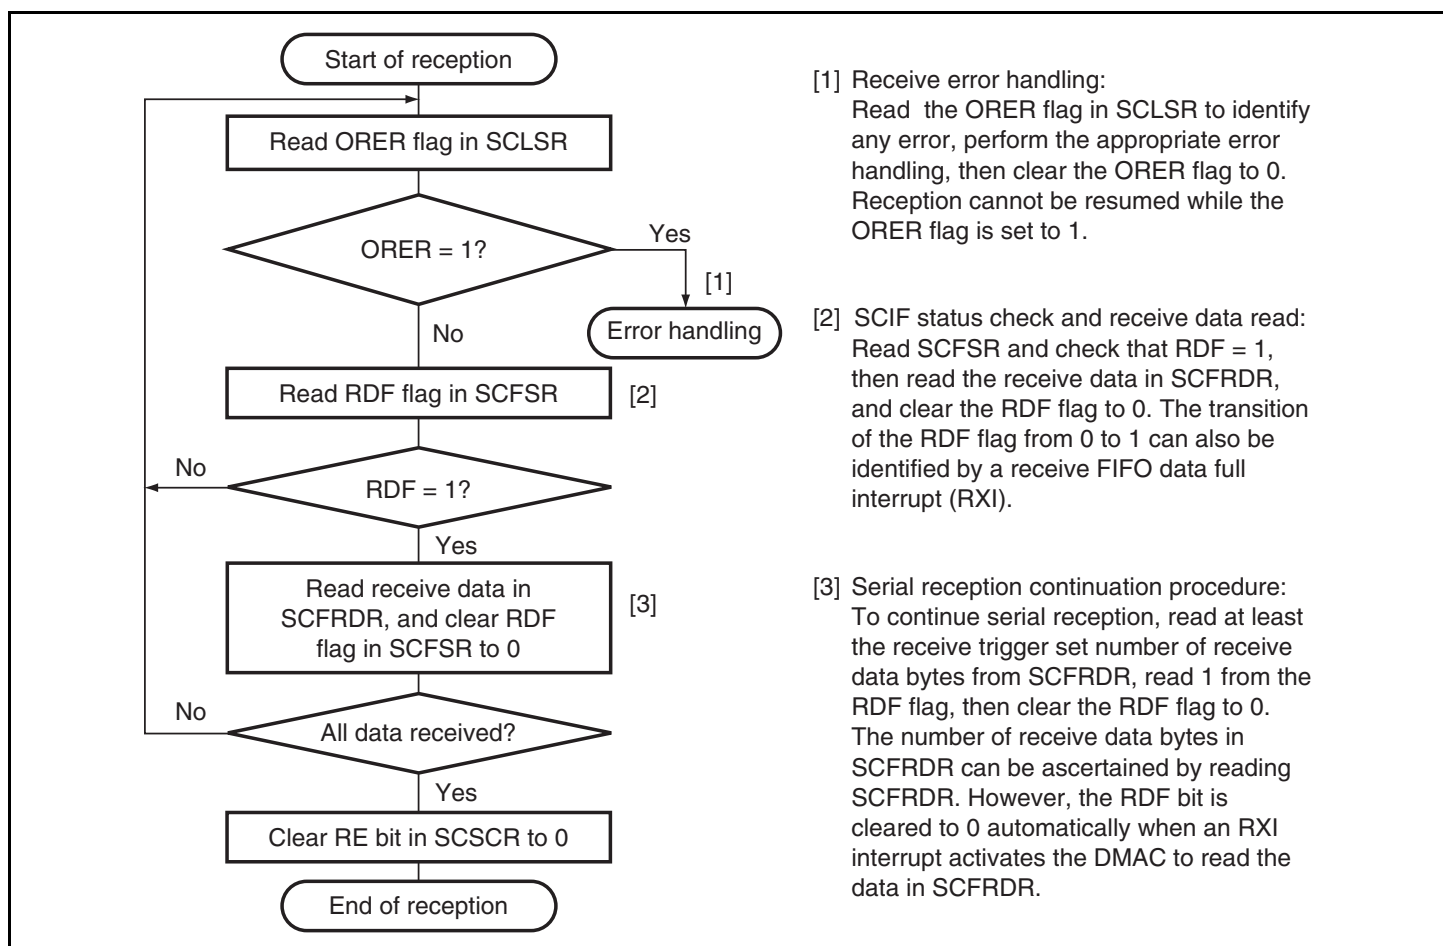 Start of reception
Read ORER flag in SCLSR
ORER = 1?
Yes
[1]
Error handling
No
Read RDF flag in SCFSR
[2]
No
RDF = 1?
Yes
Read receive data in
SCFRDR, and clear RDF
flag in SCFSR to 0
[3]
No
All data received?
Yes
Clear RE bit in SCSCR to 0
End of reception
[1] Receive error handling:
Read the ORER flag in SCLSR to identify
any error, perform the appropriate error
handling, then clear the ORER flag to 0.
Reception cannot be resumed while the
ORER flag is set to 1.
[2] SCIF status check and receive data read:
Read SCFSR and check that RDF = 1,
then read the receive data in SCFRDR,
and clear the RDF flag to 0. The transition
of the RDF flag from 0 to 1 can also be
identified by a receive FIFO data full
interrupt (RXI).
[3] Serial reception continuation procedure:
To continue serial reception, read at least
the receive trigger set number of receive
data bytes from SCFRDR, read 1 from the
RDF flag, then clear the RDF flag to 0.
The number of receive data bytes in
SCFRDR can be ascertained by reading
SCFRDR. However, the RDF bit is
cleared to 0 automatically when an RXI
interrupt activates the DMAC to read the
data in SCFRDR.